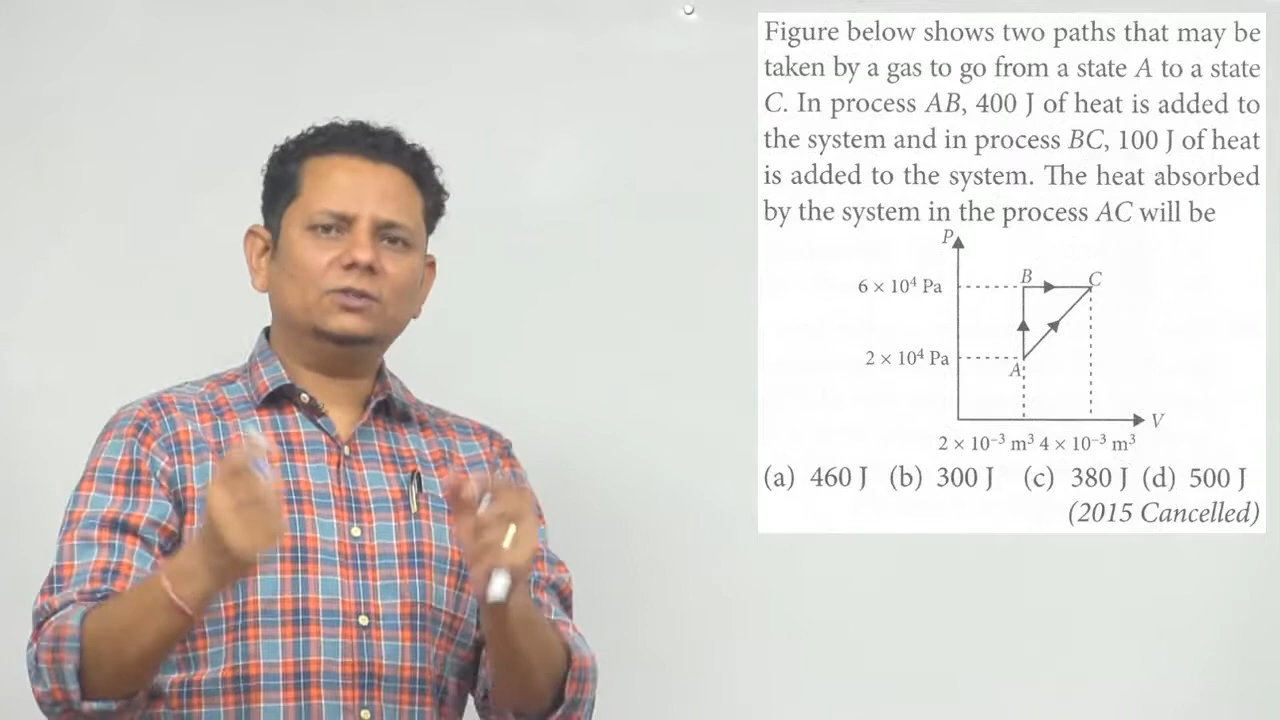 Figure below shows two paths that may be
taken by a gas to go from a state A to a state
C. In process AB, 400 J of heat is added to
the system and in process BC, 100 J of heat
is added to the system. The heat absorbed
by the system in the process AC will be
P
6 × 10⁴ Pa
B
C
2 × 10⁴ Pa
A
V
2 × 10⁻³ m³ 4 × 10⁻³ m³
(a) 460 J (b) 300 J (c) 380 J (d) 500 J
(2015 Cancelled)